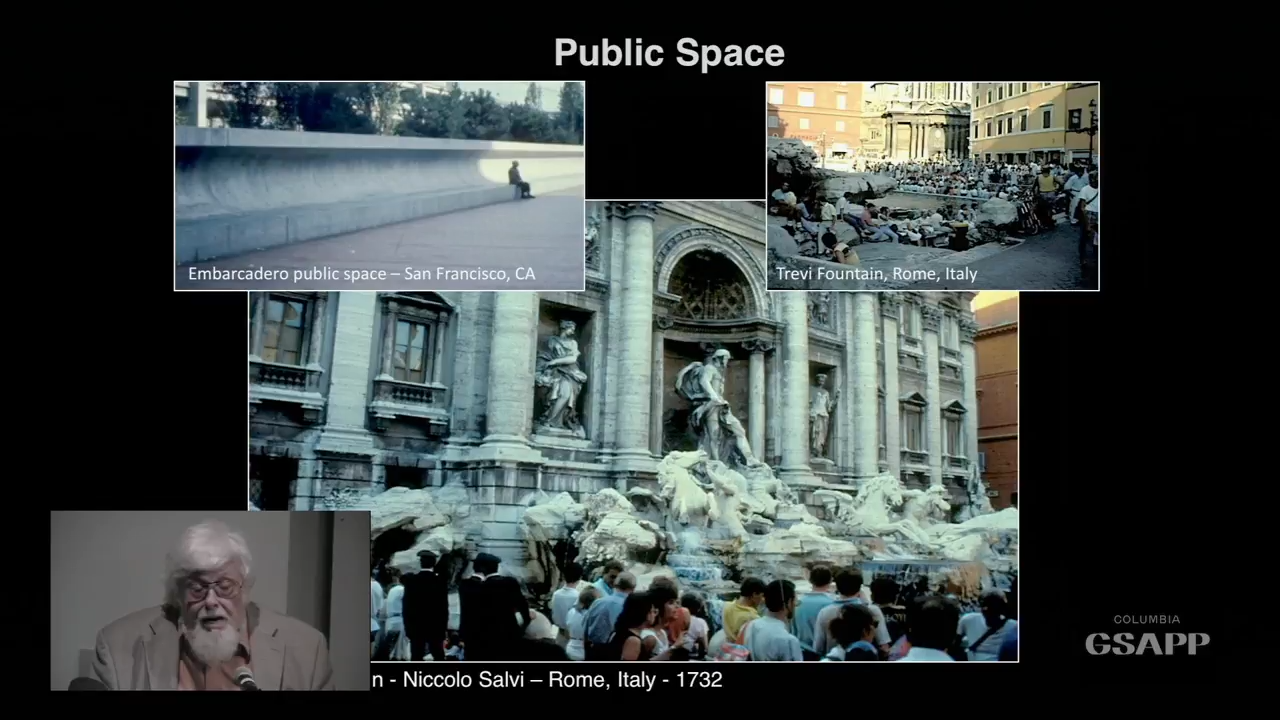 Public Space
Embarcadero public space – San Francisco, CA
Trevi Fountain, Rome, Italy
n - Niccolo Salvi – Rome, Italy - 1732
COLUMBIA
GSAPP